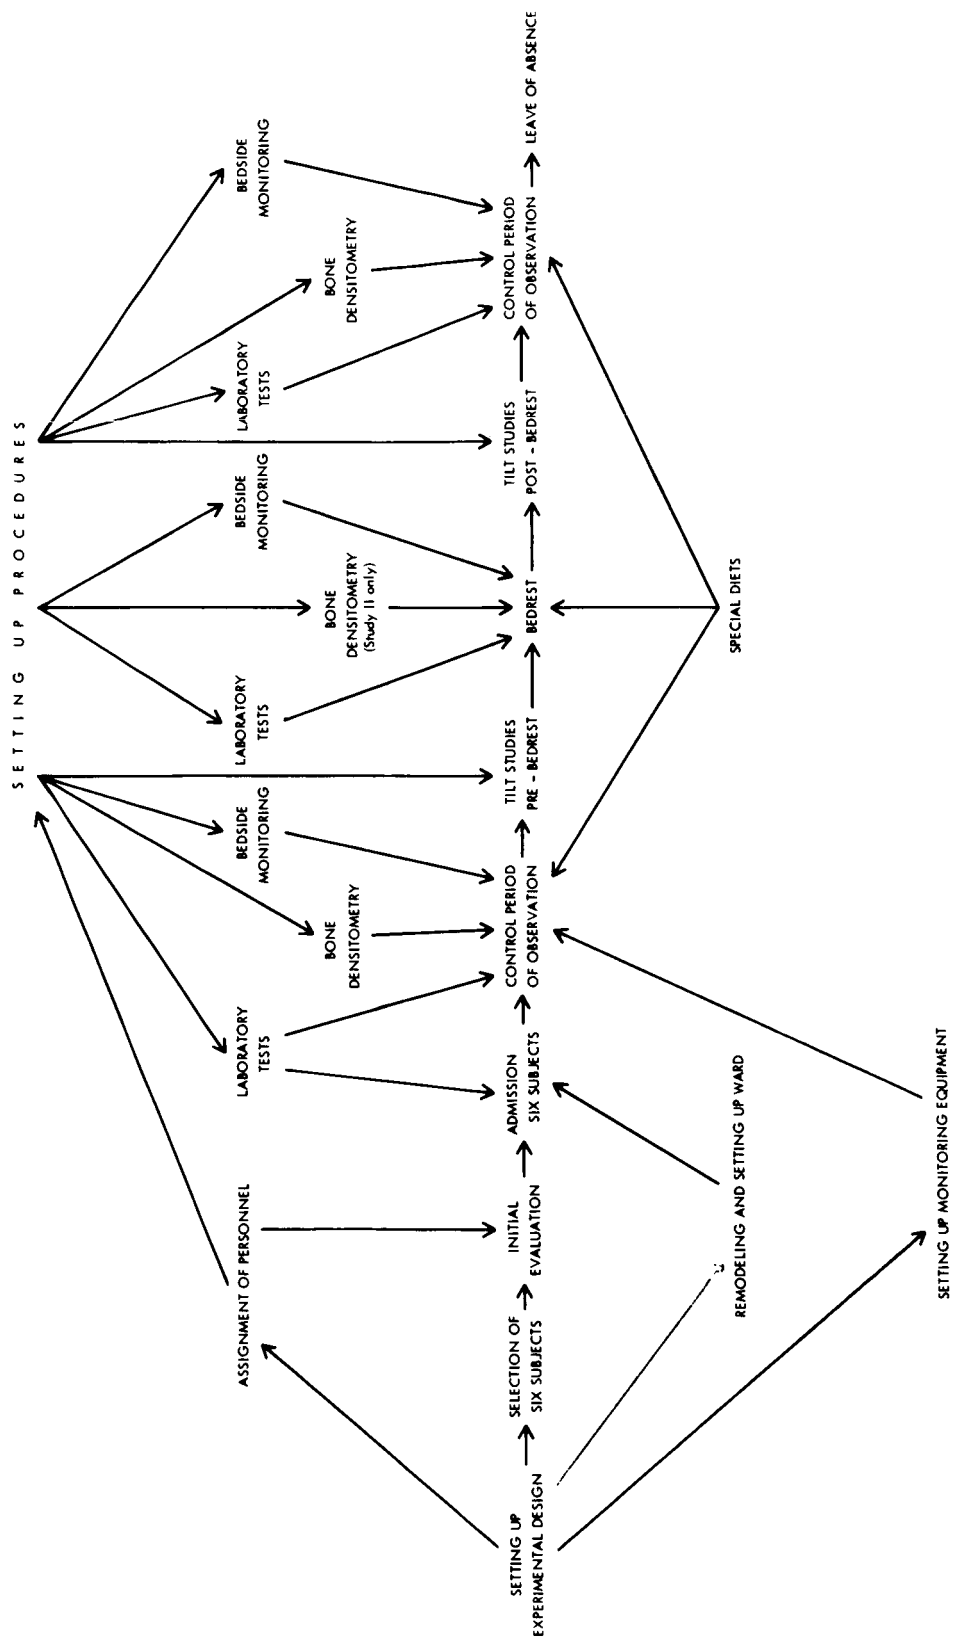 SETTING UP PROCEDURES
ASSIGNMENT OF PERSONNEL
LABORATORY
TESTS
BONE
DENSITOMETRY
BEDSIDE
MONITORING
LABORATORY
TESTS
BONE
DENSITOMETRY
(Study II only)
BEDSIDE
MONITORING
LABORATORY
TESTS
BONE
DENSITOMETRY
BEDSIDE
MONITORING
SETTING UP
EXPERIMENTAL DESIGN
SELECTION OF
SIX SUBJECTS
INITIAL
EVALUATION
ADMISSION
SIX SUBJECTS
CONTROL PERIOD
OF OBSERVATION
TILT STUDIES
PRE - BEDREST
BEDREST
TILT STUDIES
POST - BEDREST
CONTROL PERIOD
OF OBSERVATION
LEAVE OF ABSENCE
REMODELING AND SETTING UP WARD
SPECIAL DIETS
SETTING UP MONITORING EQUIPMENT